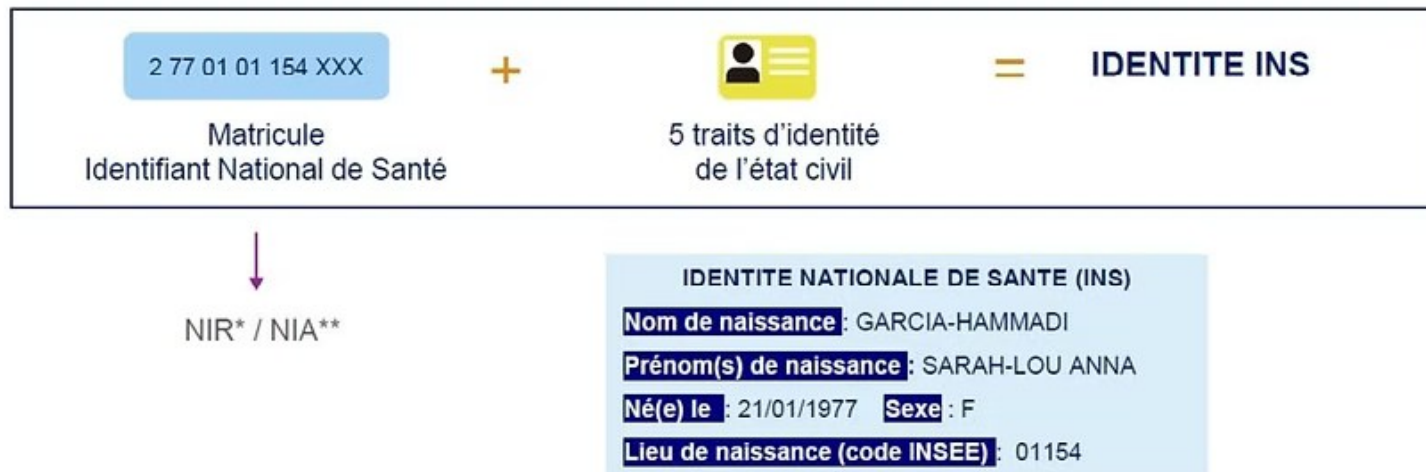 2 77 01 01 154 XXX
+
=
IDENTITE INS
Matricule
Identifiant National de Santé
5 traits d'identité
de l'état civil
NIR* / NIA**
IDENTITE NATIONALE DE SANTE (INS)
Nom de naissance : GARCIA-HAMMADI
Prénom(s) de naissance : SARAH-LOU ANNA
Né(e) le : 21/01/1977 Sexe : F
Lieu de naissance (code INSEE) : 01154